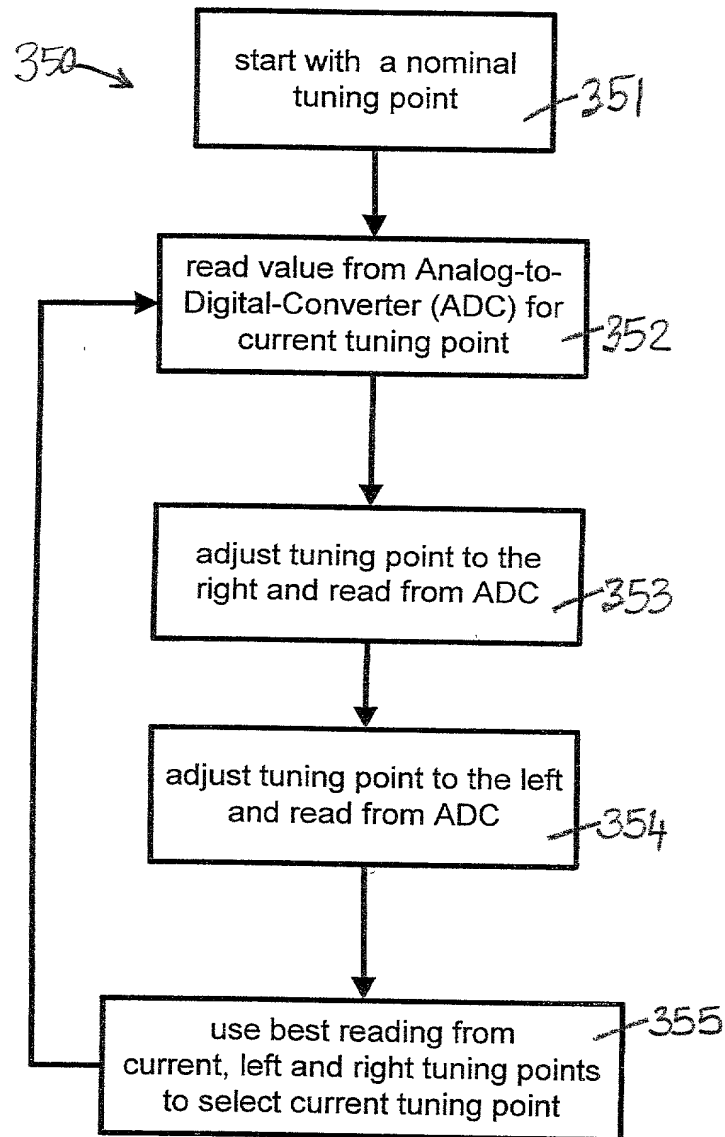 350
start with a nominal
tuning point
351
read value from Analog-to-
Digital-Converter (ADC) for
current tuning point
352
adjust tuning point to the
right and read from ADC
353
adjust tuning point to the left
and read from ADC
354
use best reading from
current, left and right tuning points
to select current tuning point
355